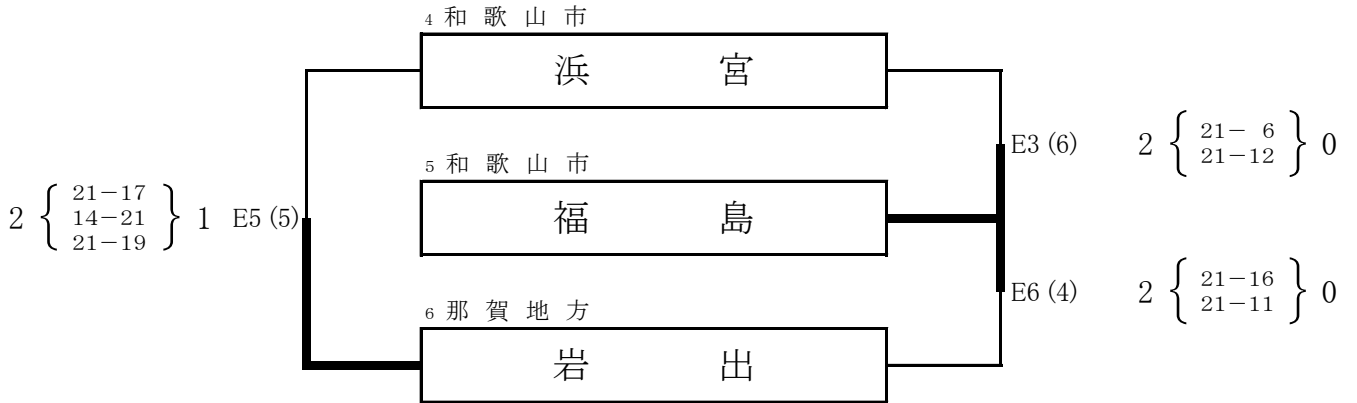 4 和 歌 山 市
浜 宮
E3 (6) 2 { 21- 6 } 0
21-12
5 和 歌 山 市
福 島
2 { 21-17 } 1 E5 (5)
14-21
21-19
6 那 賀 地 方
岩 出
E6 (4) 2 { 21-16 } 0
21-11